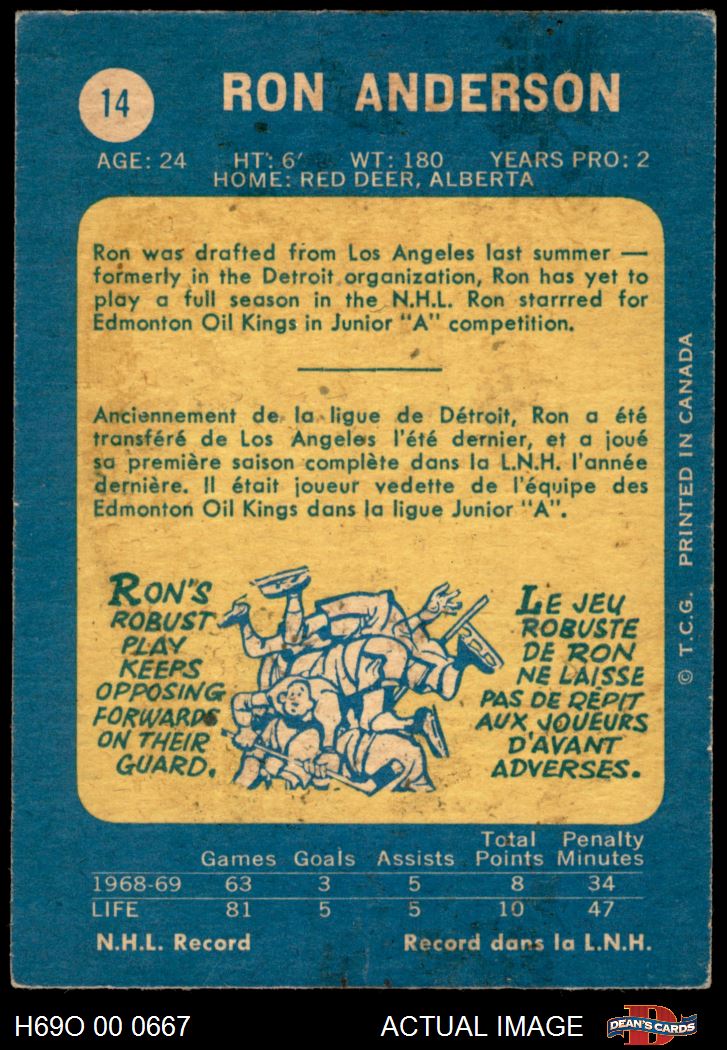 14
RON ANDERSON
AGE: 24 HT: 6' WT: 180 YEARS PRO: 2
HOME: RED DEER, ALBERTA
Ron was drafted from Los Angeles last summer —
formerly in the Detroit organization, Ron has yet to
play a full season in the N.H.L. Ron starrred for
Edmonton Oil Kings in Junior "A" competition.
Anciennement de la ligue de Détroit, Ron a été
transféré de Los Angeles l'été dernier, et a joué
sa première saison complète dans la L.N.H. l'année
dernière. Il était joueur vedette de l'équipe des
Edmonton Oil Kings dans la ligue Junior "A".
RON"S
ROBUST
PLAY
KEEPS
OPPOSING
FORWARDS
ON THEIR
GUARD.
LE JEU
ROBUSTE
DE RON
NE LAISSE
PAS DE RÉPIT
AUX JOUEURS
D'AVANT
ADVERSES.
© T.C.G. PRINTED IN CANADA
Games Goals Assists Total Points Penalty Minutes
1968-69 63 3 5 8 34
LIFE 81 5 5 10 47
N.H.L. Record Record dans la L.N.H.
H69O 00 0667 ACTUAL IMAGE D DEAN'S CARDS